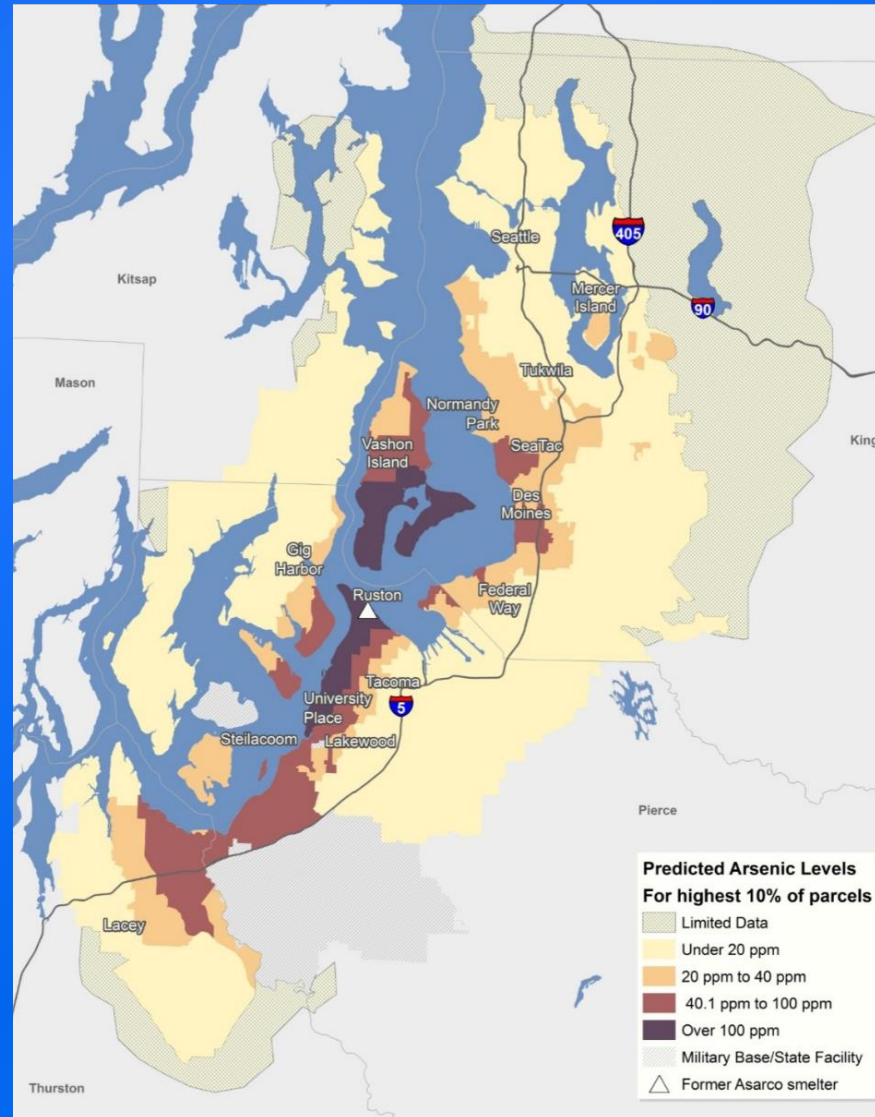 Seattle
405
Kitsap
Mercer
Island
90
Tukwila
Mason
Normandy
Park
King
Vashon
Island
SeaTac
Des
Moines
Gig
Harbor
Ruston
Federal
Way
Tacoma
University
Place
5
Steilacoom
Lakewood
Pierce
Lacey
Thurston
Predicted Arsenic Levels
For highest 10% of parcels
Limited Data
Under 20 ppm
20 ppm to 40 ppm
40.1 ppm to 100 ppm
Over 100 ppm
Military Base/State Facility
Former Asarco smelter